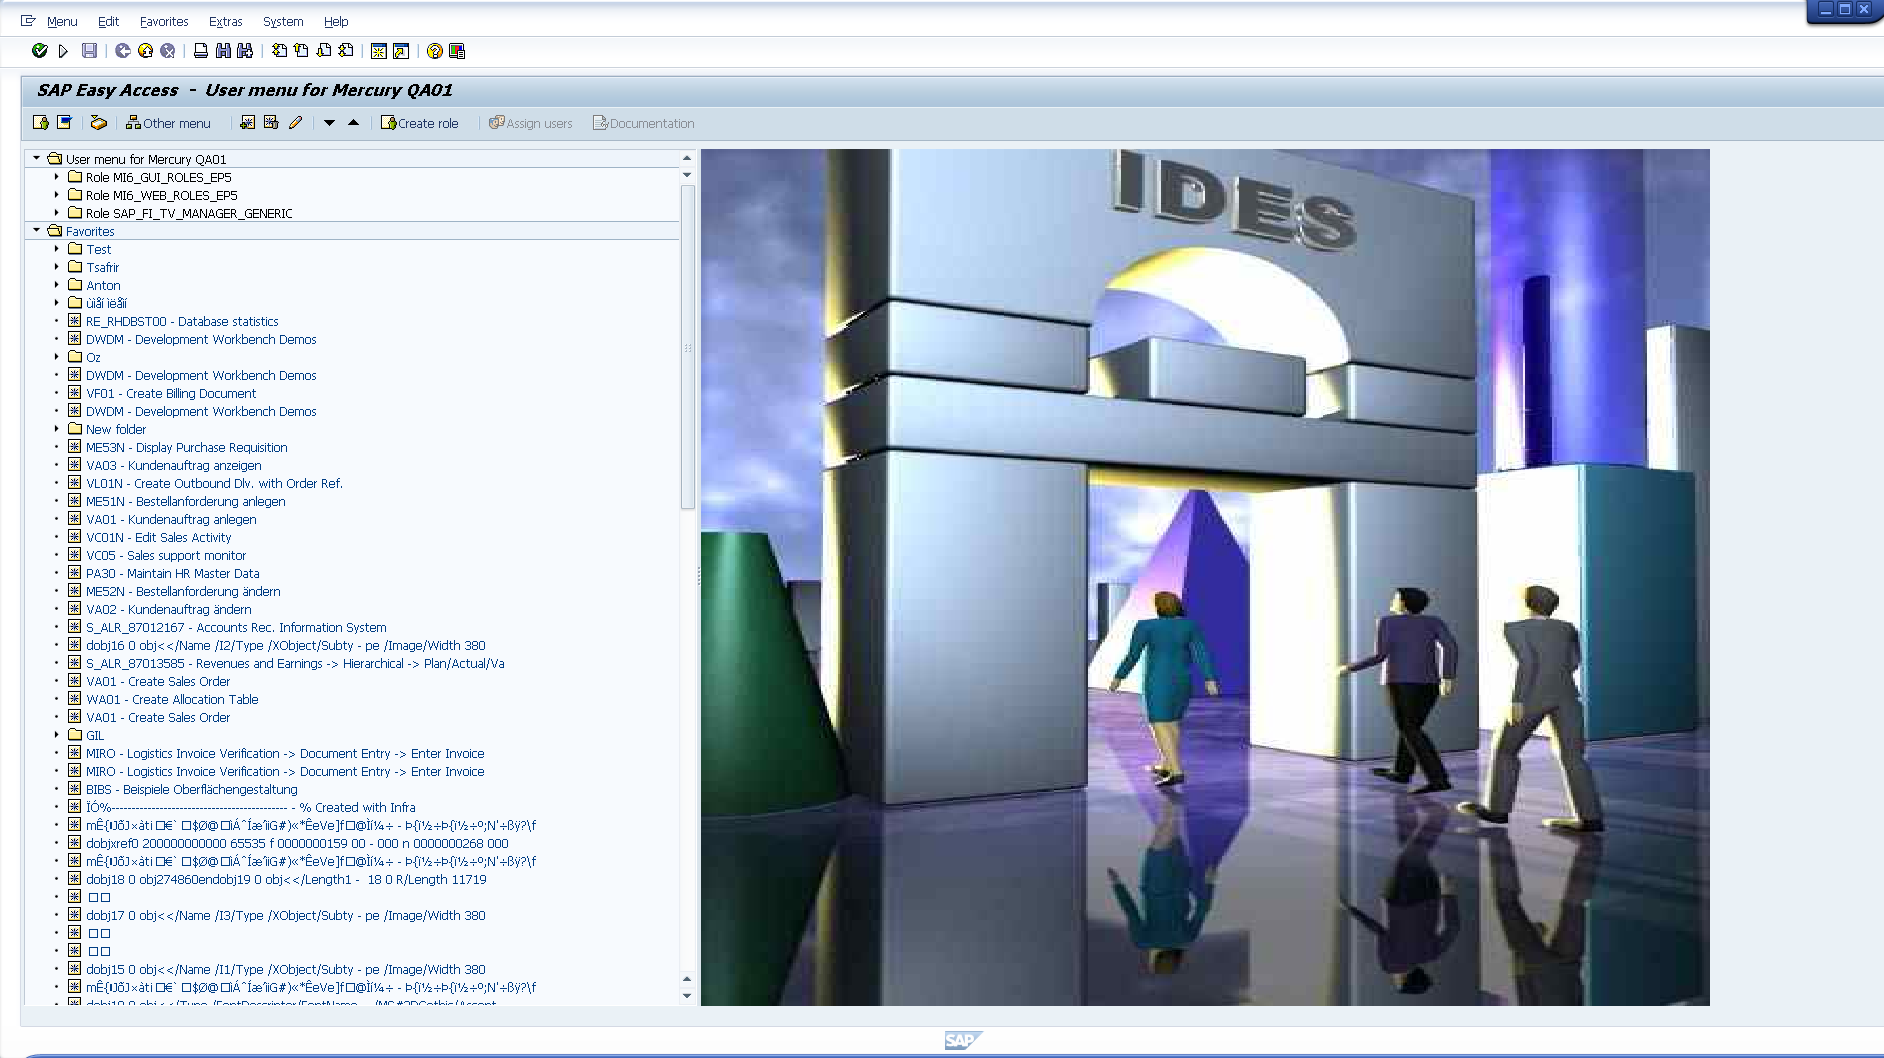 Menu Edit Favorites Extras System Help
SAP Easy Access - User menu for Mercury QA01
Other menu Create role Assign users Documentation
User menu for Mercury QA01
Role MI6_GUI_ROLES_EP5
Role MI6_WEB_ROLES_EP5
Role SAP_FI_TV_MANAGER_GENERIC
Favorites
Test
Tsafrir
Anton
RE_RHDBST00 - Database statistics
DWDM - Development Workbench Demos
Oz
DWDM - Development Workbench Demos
VF01 - Create Billing Document
DWDM - Development Workbench Demos
New folder
ME53N - Display Purchase Requisition
VA03 - Kundenauftrag anzeigen
VL01N - Create Outbound Dlv. with Order Ref.
ME51N - Bestellanforderung anlegen
VA01 - Kundenauftrag anlegen
VC01N - Edit Sales Activity
VC05 - Sales support monitor
PA30 - Maintain HR Master Data
ME52N - Bestellanforderung ändern
VA02 - Kundenauftrag ändern
S_ALR_87012167 - Accounts Rec. Information System
dobj16 0 obj<</Name /I2/Type /XObject/Subty - pe /Image/Width 380
S_ALR_87013585 - Revenues and Earnings -> Hierarchical -> Plan/Actual/Va
VA01 - Create Sales Order
WA01 - Create Allocation Table
VA01 - Create Sales Order
GIL
MIRO - Logistics Invoice Verification -> Document Entry -> Enter Invoice
MIRO - Logistics Invoice Verification -> Document Entry -> Enter Invoice
BIBS - Beispiele Oberflächengestaltung
ÏÓ%-------------------------------------------- - % Created with Infra
dobjxref0 200000000000 65535 f 0000000159 00 - 000 n 0000000268 000
dobj18 0 obj274860endobj19 0 obj<</Length1 - 18 0 R/Length 11719
dobj17 0 obj<</Name /I3/Type /XObject/Subty - pe /Image/Width 380
dobj15 0 obj<</Name /I1/Type /XObject/Subty - pe /Image/Width 380
IDES
SAP